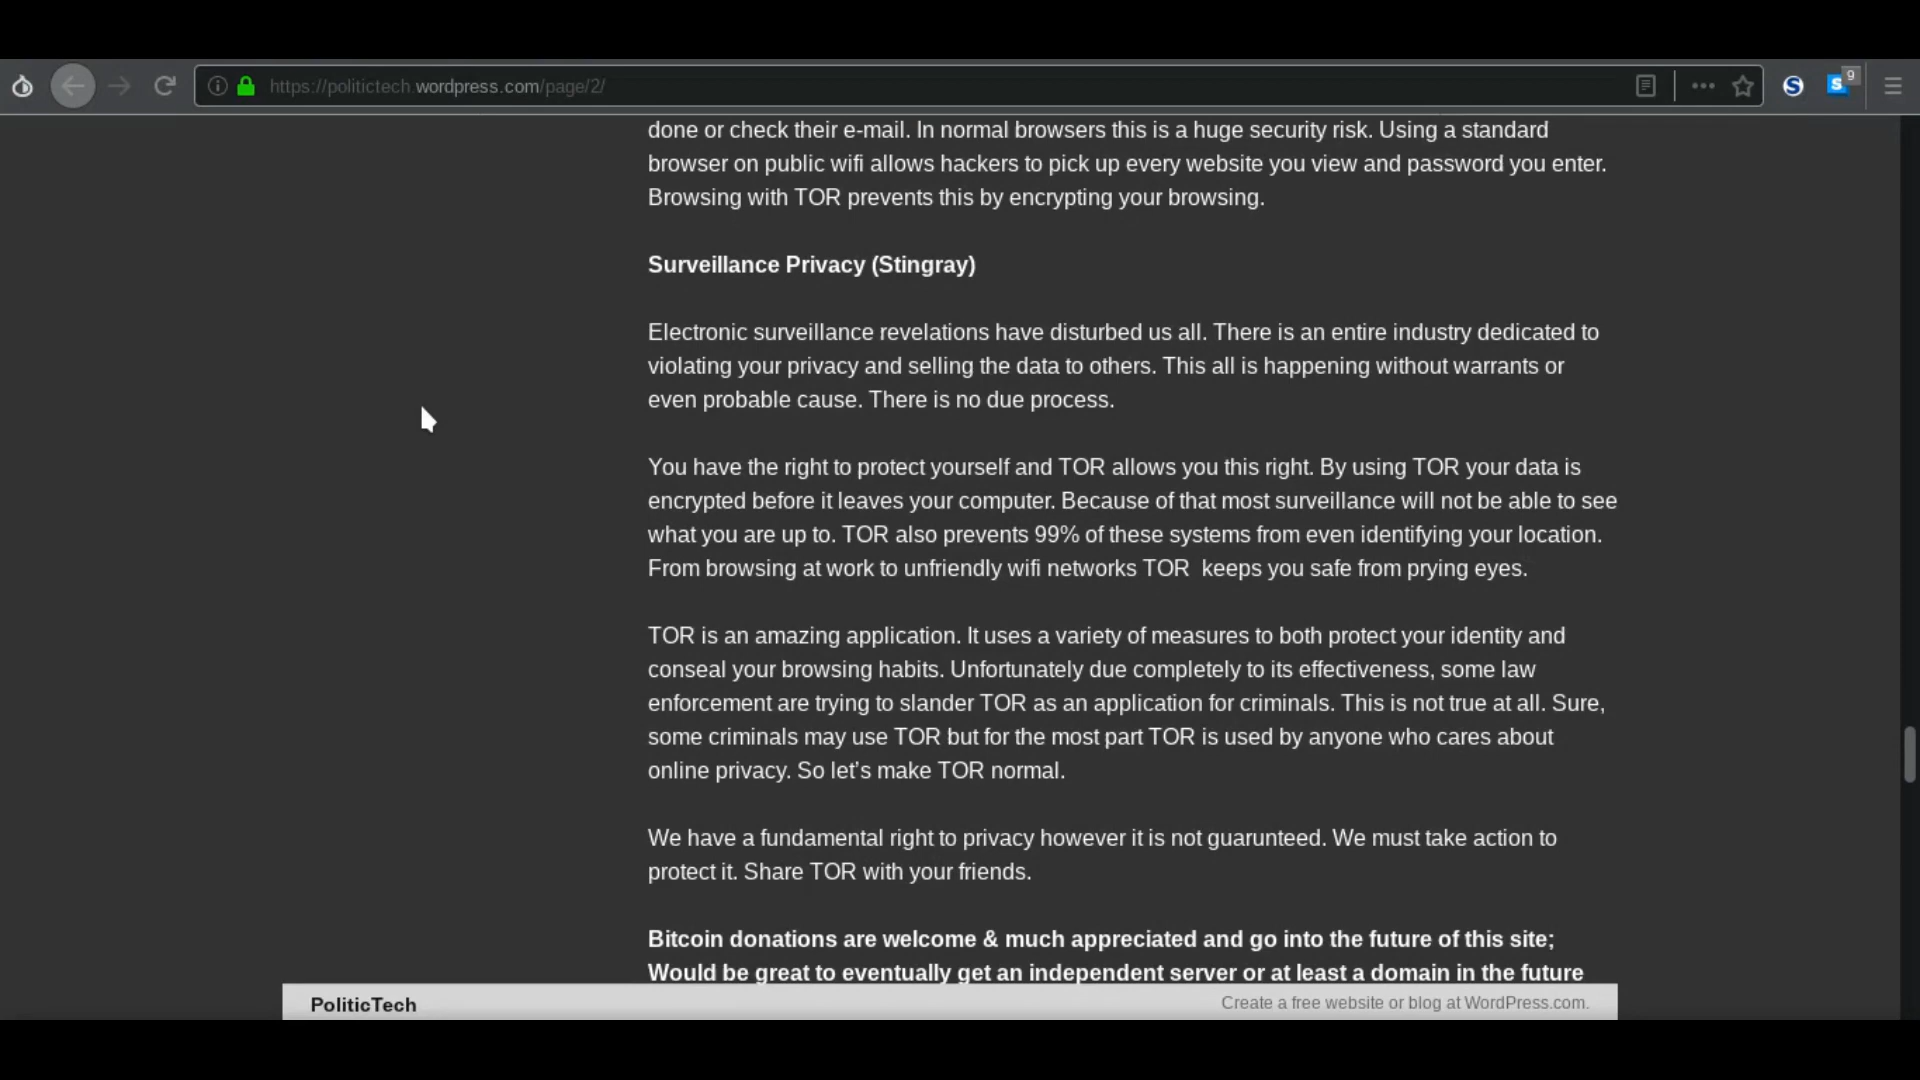 https://politictech.wordpress.com/page/2/
9
done or check their e-mail. In normal browsers this is a huge security risk. Using a standard
browser on public wifi allows hackers to pick up every website you view and password you enter.
Browsing with TOR prevents this by encrypting your browsing.
Surveillance Privacy (Stingray)
Electronic surveillance revelations have disturbed us all. There is an entire industry dedicated to
violating your privacy and selling the data to others. This all is happening without warrants or
even probable cause. There is no due process.
You have the right to protect yourself and TOR allows you this right. By using TOR your data is
encrypted before it leaves your computer. Because of that most surveillance will not be able to see
what you are up to. TOR also prevents 99% of these systems from even identifying your location.
From browsing at work to unfriendly wifi networks TOR  keeps you safe from prying eyes.
TOR is an amazing application. It uses a variety of measures to both protect your identity and
conseal your browsing habits. Unfortunately due completely to its effectiveness, some law
enforcement are trying to slander TOR as an application for criminals. This is not true at all. Sure,
some criminals may use TOR but for the most part TOR is used by anyone who cares about
online privacy. So let’s make TOR normal.
We have a fundamental right to privacy however it is not guarunteed. We must take action to
protect it. Share TOR with your friends.
Bitcoin donations are welcome & much appreciated and go into the future of this site;
Would be great to eventually get an independent server or at least a domain in the future
PoliticTech
Create a free website or blog at WordPress.com.